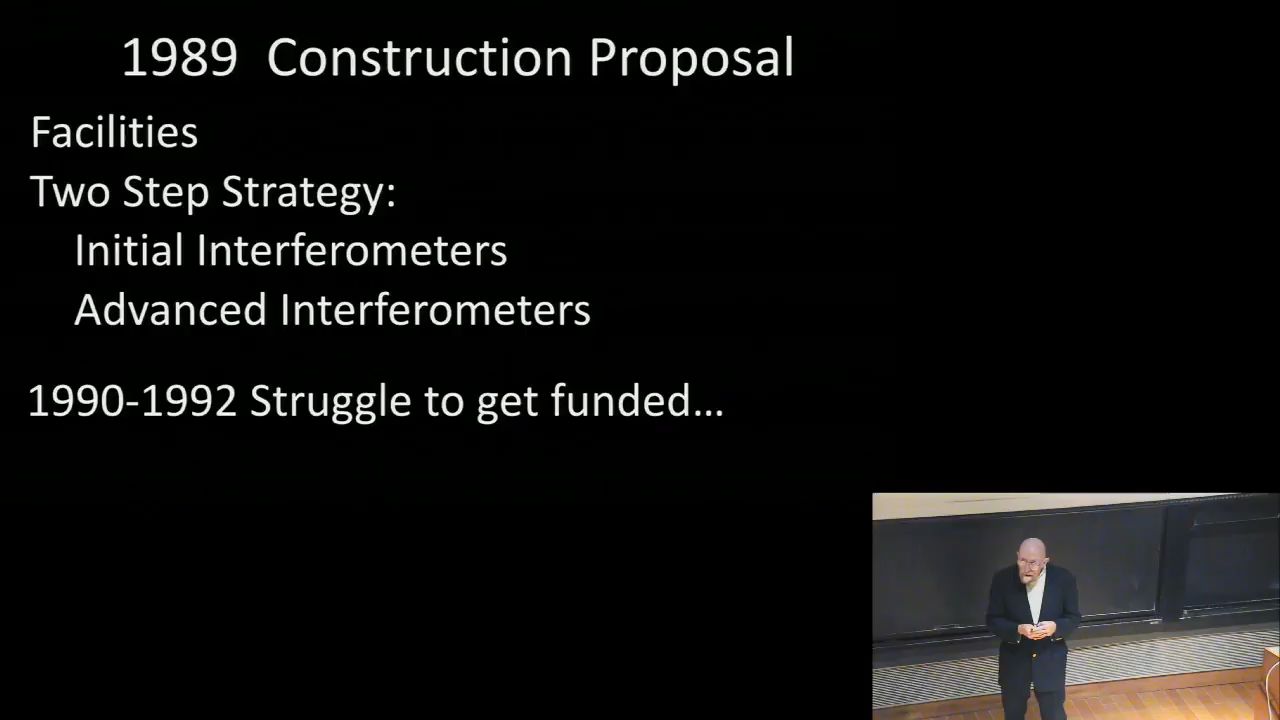 1989 Construction Proposal
Facilities
Two Step Strategy:
Initial Interferometers
Advanced Interferometers
1990-1992 Struggle to get funded…